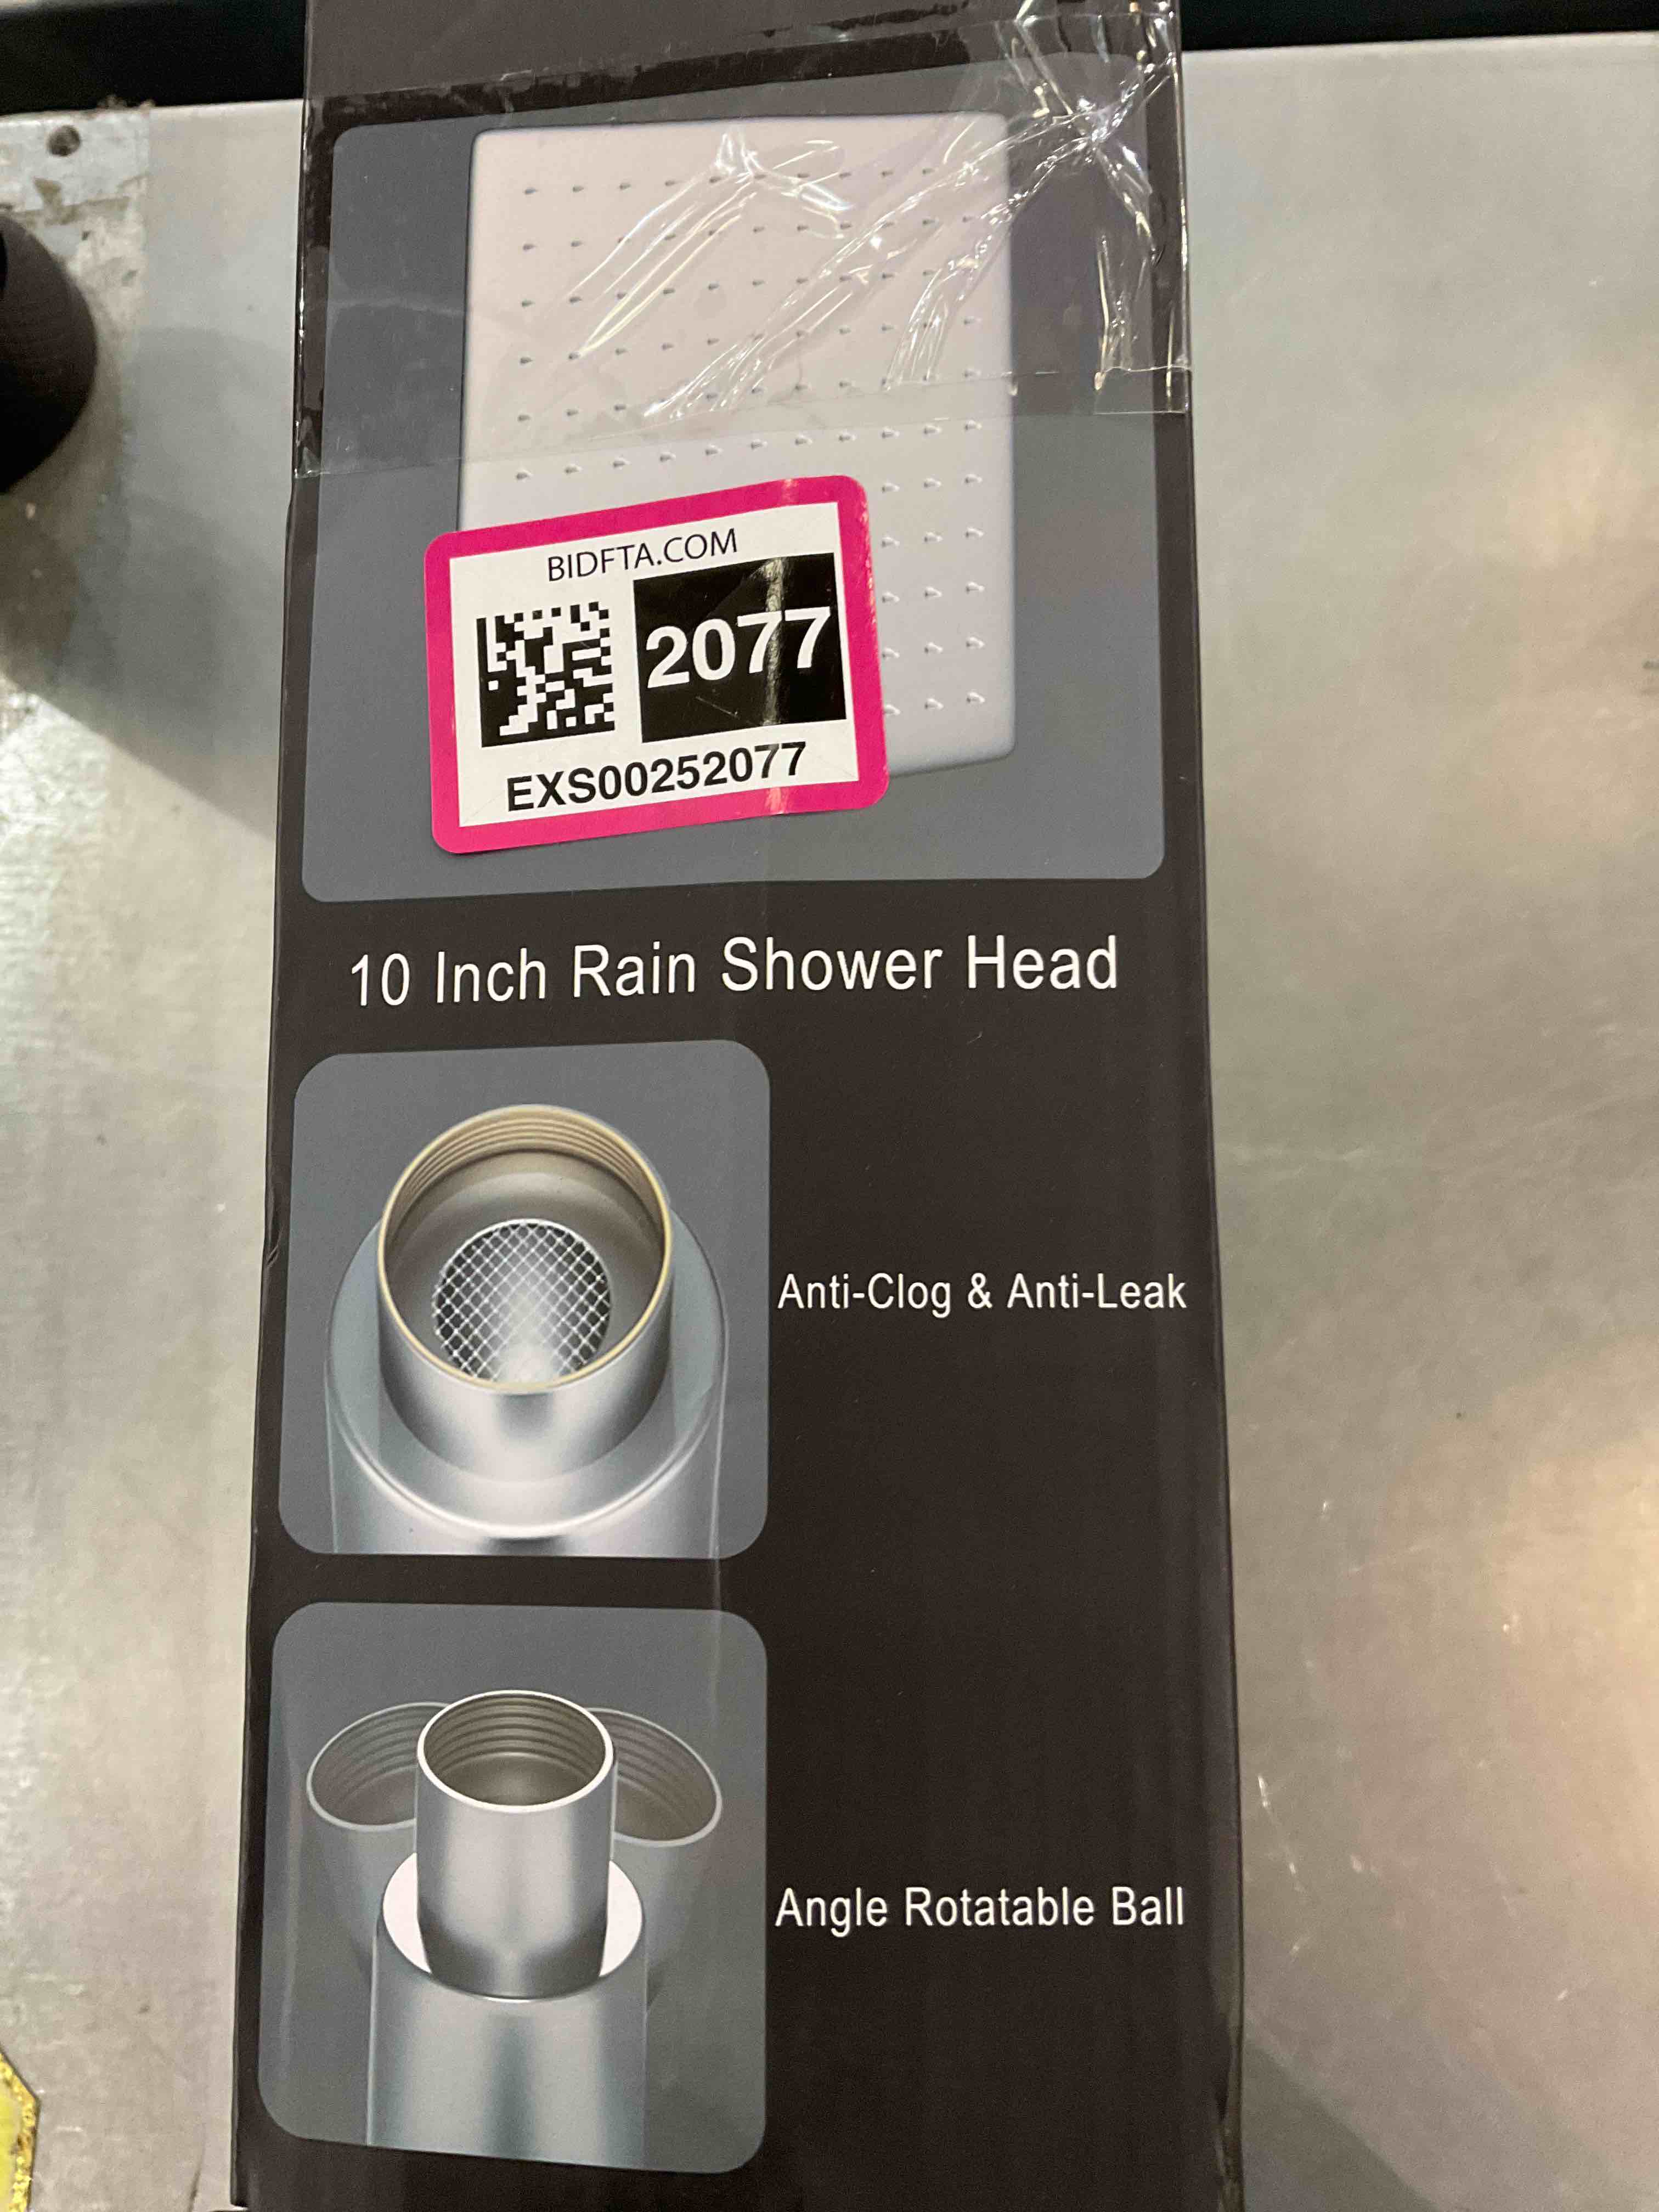 BIDFTA.COM
2077
EXS00252077
10 Inch Rain Shower Head
Anti-Clog & Anti-Leak
Angle Rotatable Ball